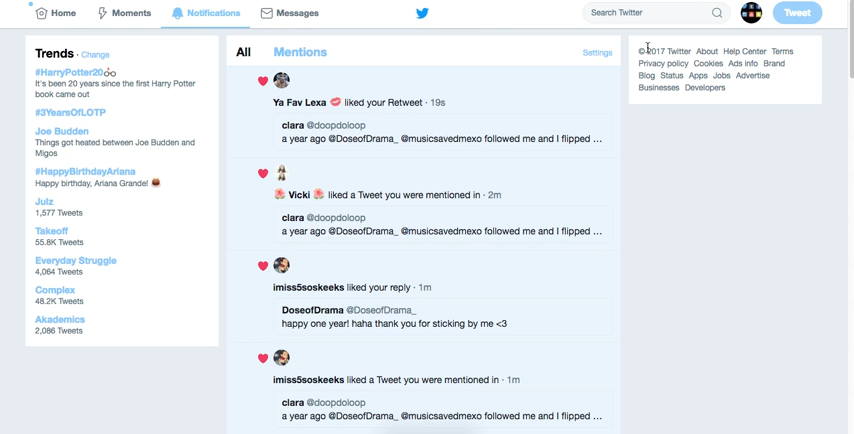 Home Moments Notifications Messages Search Twitter Tweet
Trends · Change
#HarryPotter20
It's been 20 years since the first Harry Potter
book came out
#3YearsOfLOTP
Joe Budden
Things got heated between Joe Budden and
Migos
#HappyBirthdayAriana
Happy birthday, Ariana Grande!
Julz
1,577 Tweets
Takeoff
55.8K Tweets
Everyday Struggle
4,064 Tweets
Complex
48.2K Tweets
Akademics
2,086 Tweets
All Mentions Settings
Ya Fav Lexa 💋 liked your Retweet · 19s
clara @doopdoloop
a year ago @DoseofDrama_ @musicsavedmexo followed me and I flipped ...
🌺 Vicki 🌺 liked a Tweet you were mentioned in · 2m
clara @doopdoloop
a year ago @DoseofDrama_ @musicsavedmexo followed me and I flipped ...
imiss5soskeeks liked your reply · 1m
DoseofDrama @DoseofDrama_
happy one year! haha thank you for sticking by me <3
imiss5soskeeks liked a Tweet you were mentioned in · 1m
clara @doopdoloop
a year ago @DoseofDrama_ @musicsavedmexo followed me and I flipped ...
© 2017 Twitter About Help Center Terms
Privacy policy Cookies Ads info Brand
Blog Status Apps Jobs Advertise
Businesses Developers